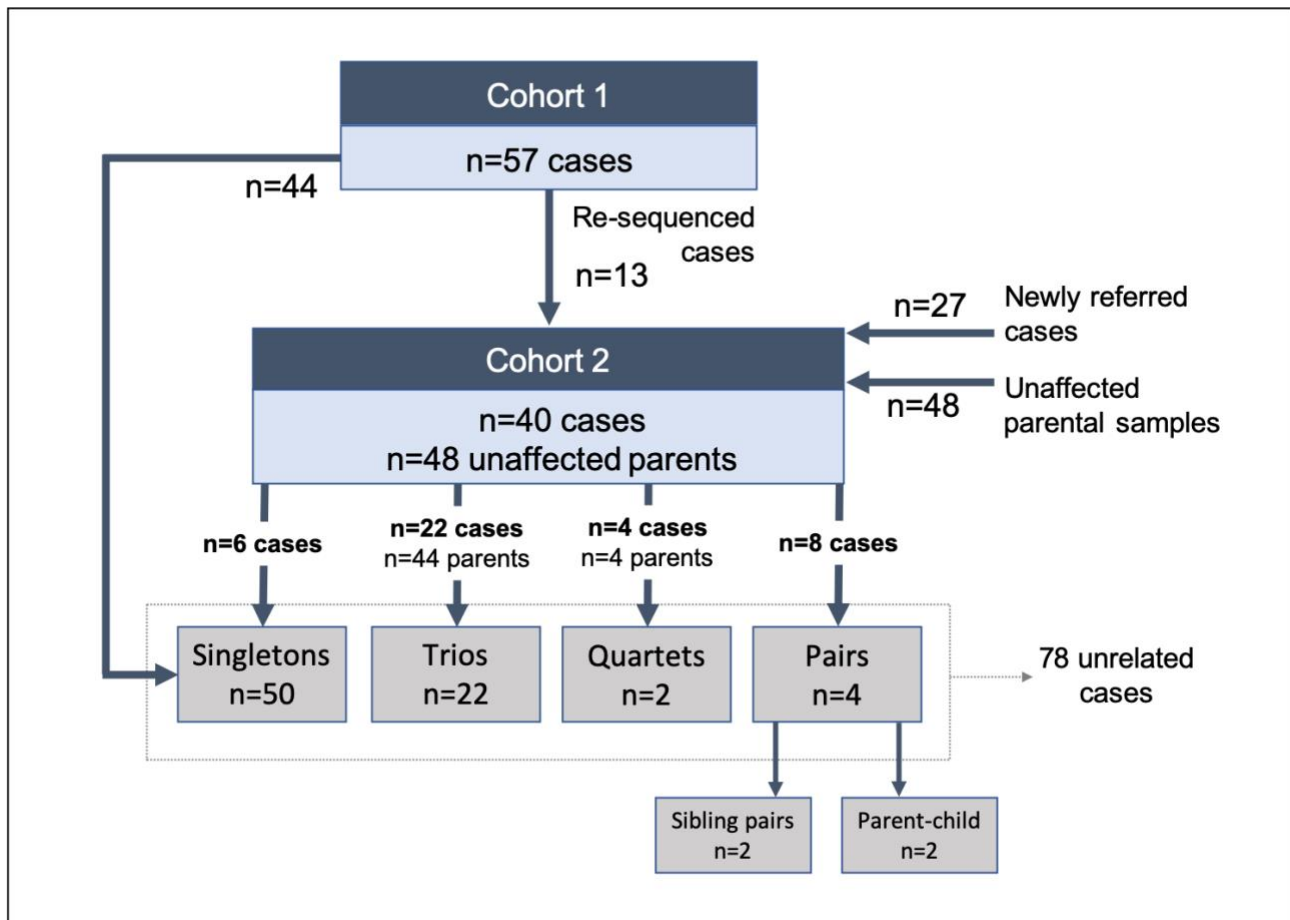 Cohort 1
n=57 cases
n=44
Re-sequenced
cases
n=13
n=27
Newly referred
cases
Cohort 2
n=48
Unaffected
parental samples
n=40 cases
n=48 unaffected parents
n=6 cases
n=22 cases
n=44 parents
n=4 cases
n=4 parents
n=8 cases
Singletons
n=50
Trios
n=22
Quartets
n=2
Pairs
n=4
78 unrelated
cases
Sibling pairs
n=2
Parent-child
n=2